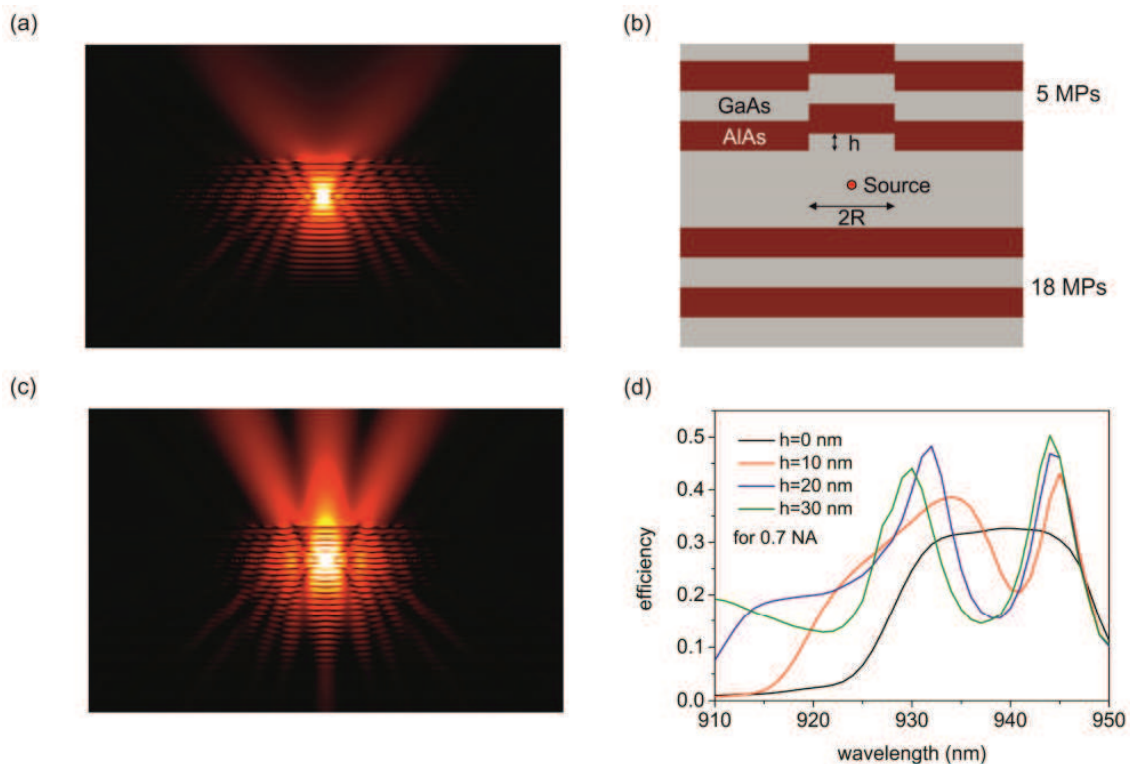 (a)
(b)
GaAs
AlAs
h
Source
2R
5 MPs
18 MPs
(c)
(d)
efficiency
0.5
0.4
0.3
0.2
0.1
0.0
h=0 nm
h=10 nm
h=20 nm
h=30 nm
for 0.7 NA
910 920 930 940 950
wavelength (nm)